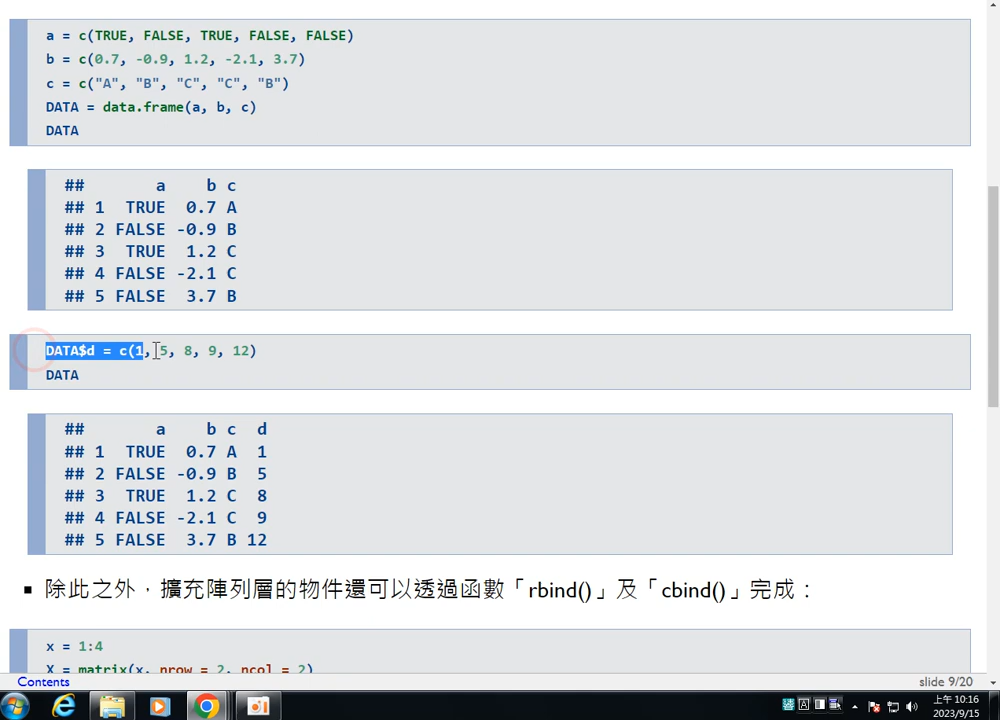 a = c(TRUE, FALSE, TRUE, FALSE, FALSE)
b = c(0.7, -0.9, 1.2, -2.1, 3.7)
c = c("A", "B", "C", "C", "B")
DATA = data.frame(a, b, c)
DATA
##       a    b c
## 1  TRUE  0.7 A
## 2 FALSE -0.9 B
## 3  TRUE  1.2 C
## 4 FALSE -2.1 C
## 5 FALSE  3.7 B
DATA$d = c(1, 5, 8, 9, 12)
DATA
##       a    b c  d
## 1  TRUE  0.7 A  1
## 2 FALSE -0.9 B  5
## 3  TRUE  1.2 C  8
## 4 FALSE -2.1 C  9
## 5 FALSE  3.7 B 12
▪ 除此之外，擴充陣列層的物件還可以透過函數「rbind()」及「cbind()」完成：
x = 1:4
X = matrix(x, nrow = 2, ncol = 2)
Contents
slide 9/20
上午 10:16
2023/9/15